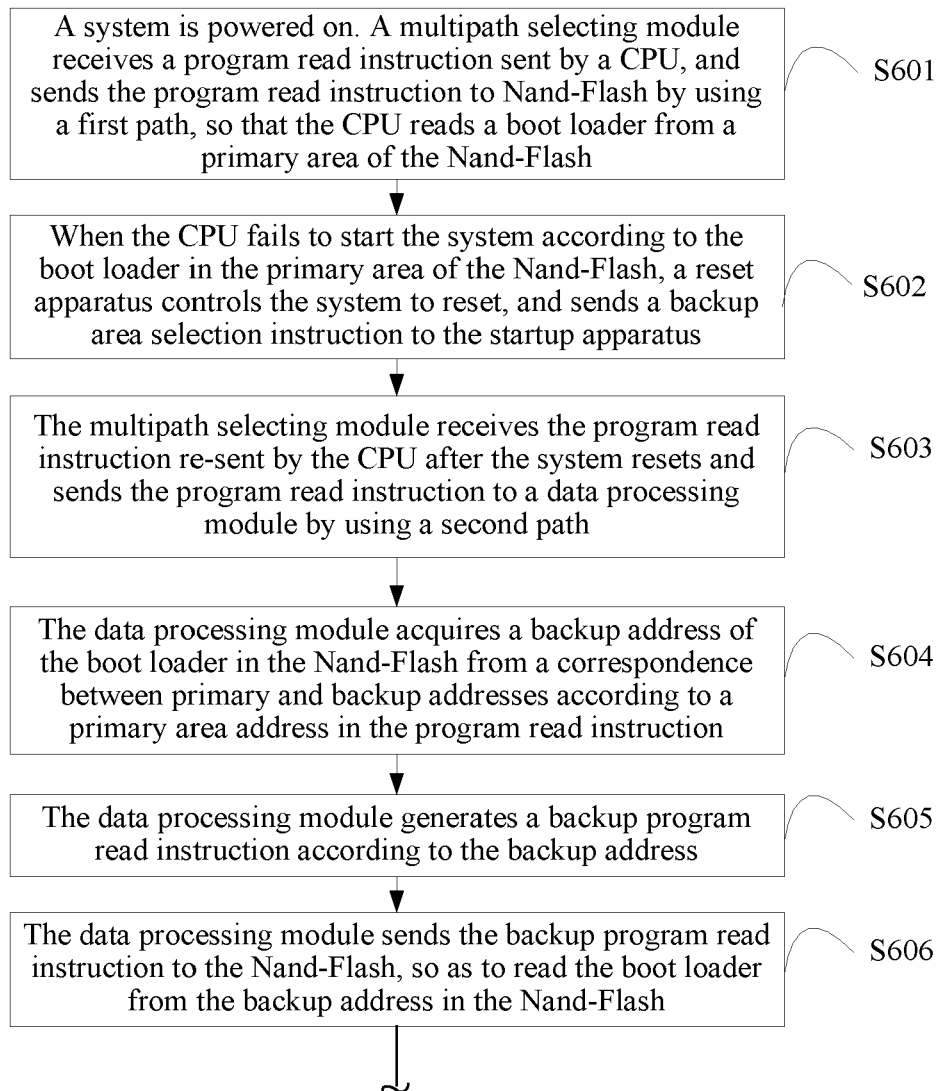 A system is powered on. A multipath selecting module
receives a program read instruction sent by a CPU, and
sends the program read instruction to Nand-Flash by using
a first path, so that the CPU reads a boot loader from a
primary area of the Nand-Flash
S601
When the CPU fails to start the system according to the
boot loader in the primary area of the Nand-Flash, a reset
apparatus controls the system to reset, and sends a backup
area selection instruction to the startup apparatus
S602
The multipath selecting module receives the program read
instruction re-sent by the CPU after the system resets and
sends the program read instruction to a data processing
module by using a second path
S603
The data processing module acquires a backup address of
the boot loader in the Nand-Flash from a correspondence
between primary and backup addresses according to a
primary area address in the program read instruction
S604
The data processing module generates a backup program
read instruction according to the backup address
S605
The data processing module sends the backup program read
instruction to the Nand-Flash, so as to read the boot loader
from the backup address in the Nand-Flash
S606